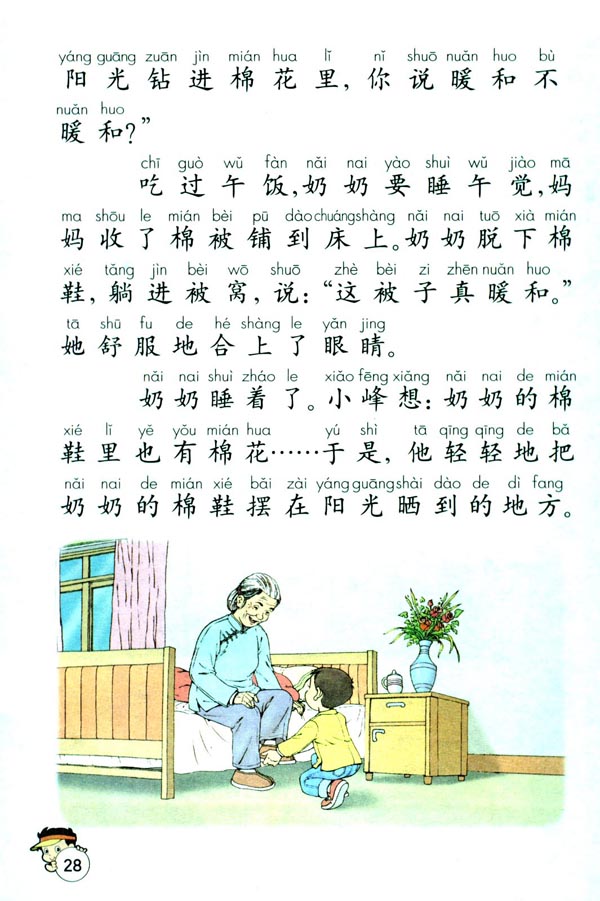 yáng guāng zuān jìn mián huā lǐ nǐ shuō nuǎn huo bù
阳光钻进棉花里，你说暖和不
nuǎn huo
暖和？”
chī guò wǔ fàn nǎi nai yào shuì wǔ jiào mā
吃过午饭，奶奶要睡午觉，妈
ma shōu le mián bèi pū dào chuáng shàng nǎi nai tuō xià mián
妈收了棉被铺到床上。奶奶脱下棉
xié tǎng jìn bèi wō shuō zhè bèi zi zhēn nuǎn huo
鞋，躺进被窝，说：“这被子真暖和。”
tā shū fu de hé shàng le yǎn jing
她舒服地合上了眼睛。
nǎi nai shuì zháo le xiǎo fēng xiǎng nǎi nai de mián
奶奶睡着了。小峰想：奶奶的棉
xié lǐ yě yǒu mián hua yú shì tā qīng qīng de bǎ
鞋里也有棉花……于是，他轻轻地把
nǎi nai de mián xié bǎi zài yáng guāng shài dào de dì fang
奶奶的棉鞋摆在阳光晒到的地方。
28